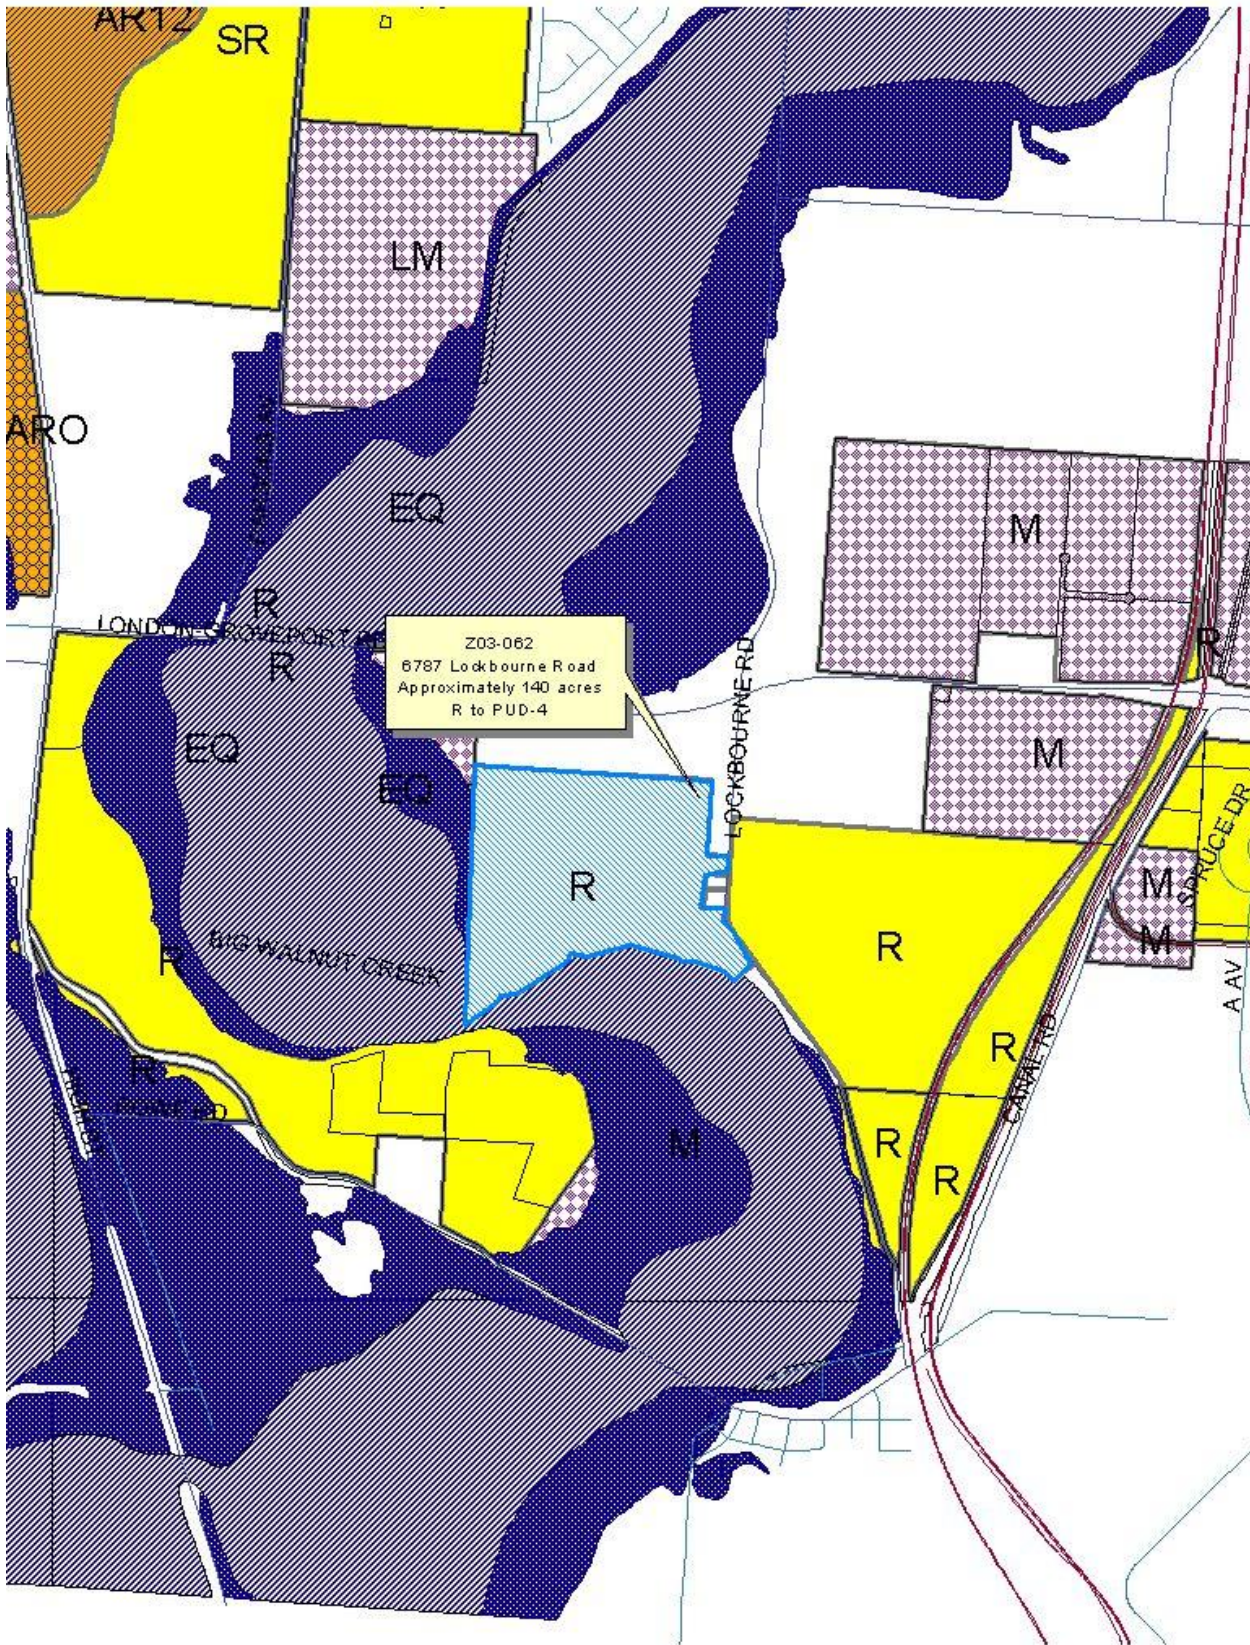 AR12
SR
LM
ARO
EQ
M
R
LONDON-GROVEPORT
R
R
Z03-062
6787 Lockbourne Road
Approximately 140 acres
R to PUD-4
LOCKBOURNE RD
EQ
EQ
M
SPRUCE DR
R
M
M
BIG WALNUT CREEK
R
R
A AV
R
CANAL RD
R
RD
M
R
R